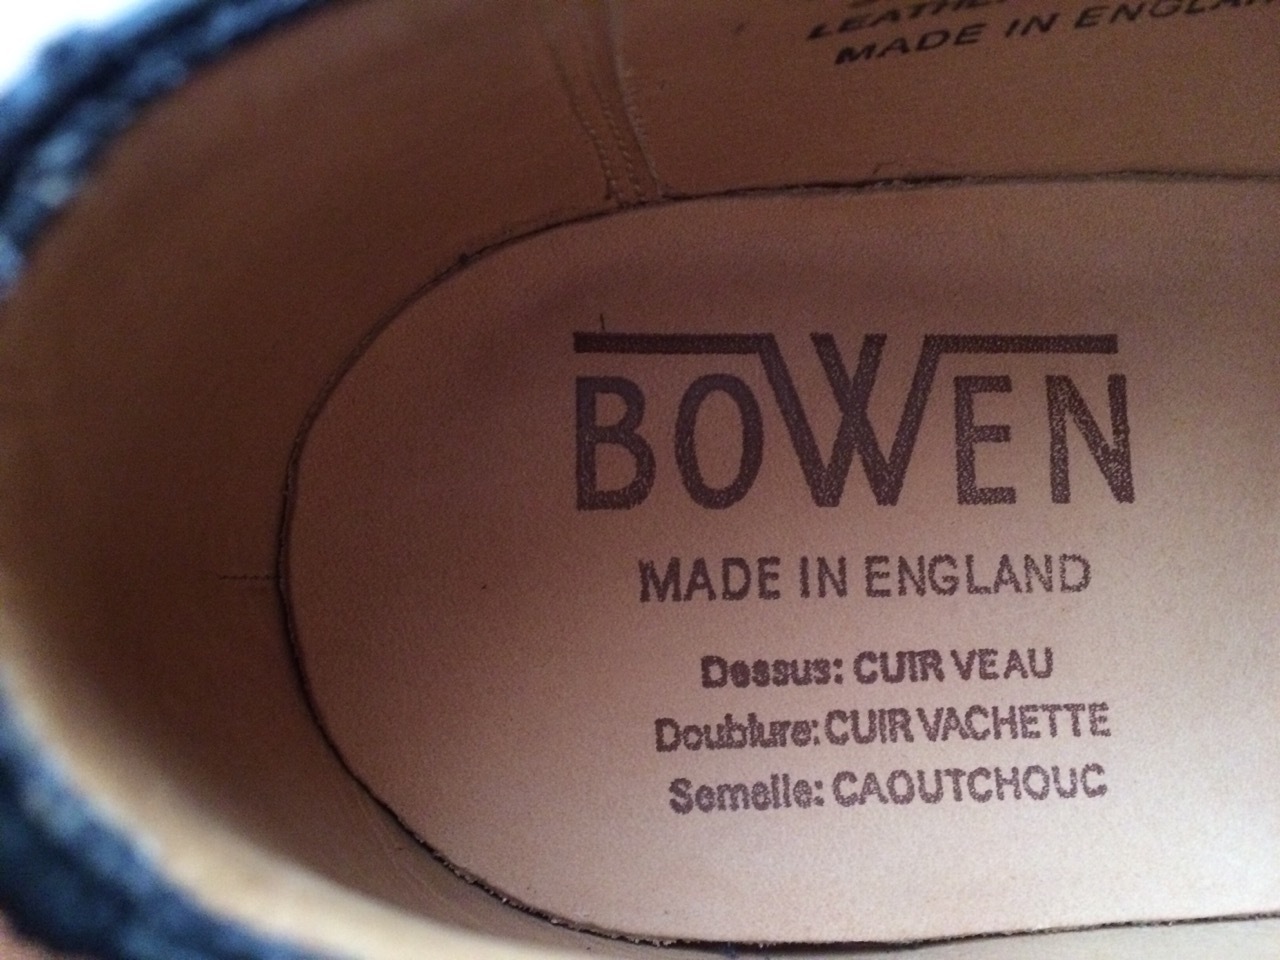 MADE IN ENGLAND
BOWEN
MADE IN ENGLAND
Dessus: CUIR VEAU
Doublure: CUIR VACHETTE
Semelle: CAOUTCHOUC